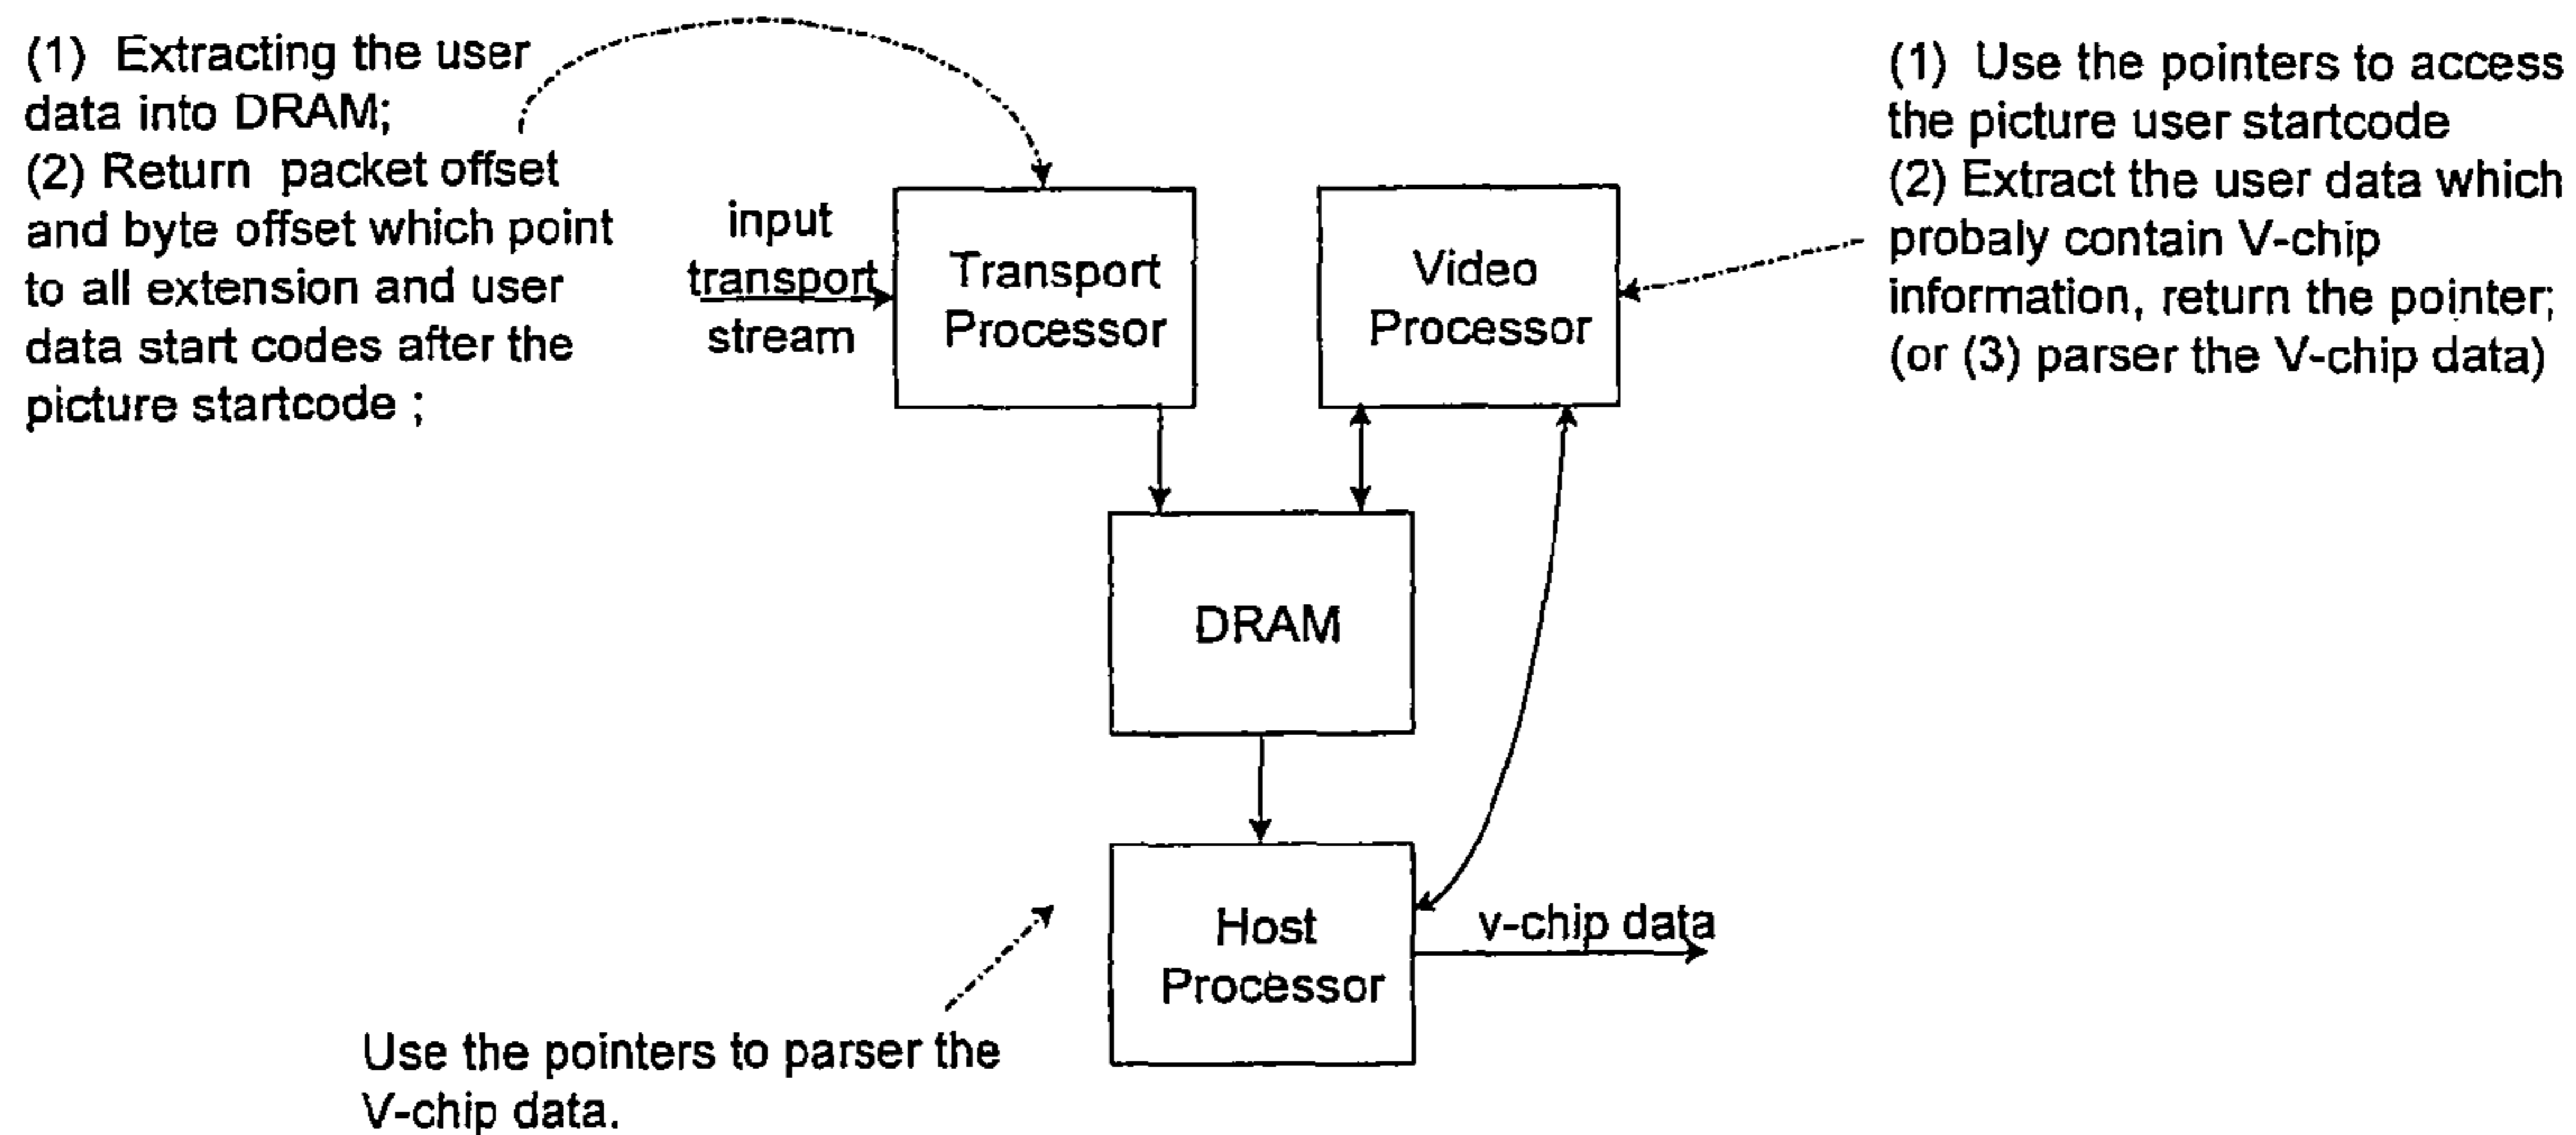 (1) Extracting the user
data into DRAM;
(2) Return packet offset
and byte offset which point
to all extension and user
data start codes after the
picture startcode ;
input
transport
stream
Transport
Processor
Video
Processor
(1) Use the pointers to access
the picture user startcode
(2) Extract the user data which
probaly contain V-chip
information, return the pointer;
(or (3) parser the V-chip data)
DRAM
Host
Processor
v-chip data
Use the pointers to parser the
V-chip data.